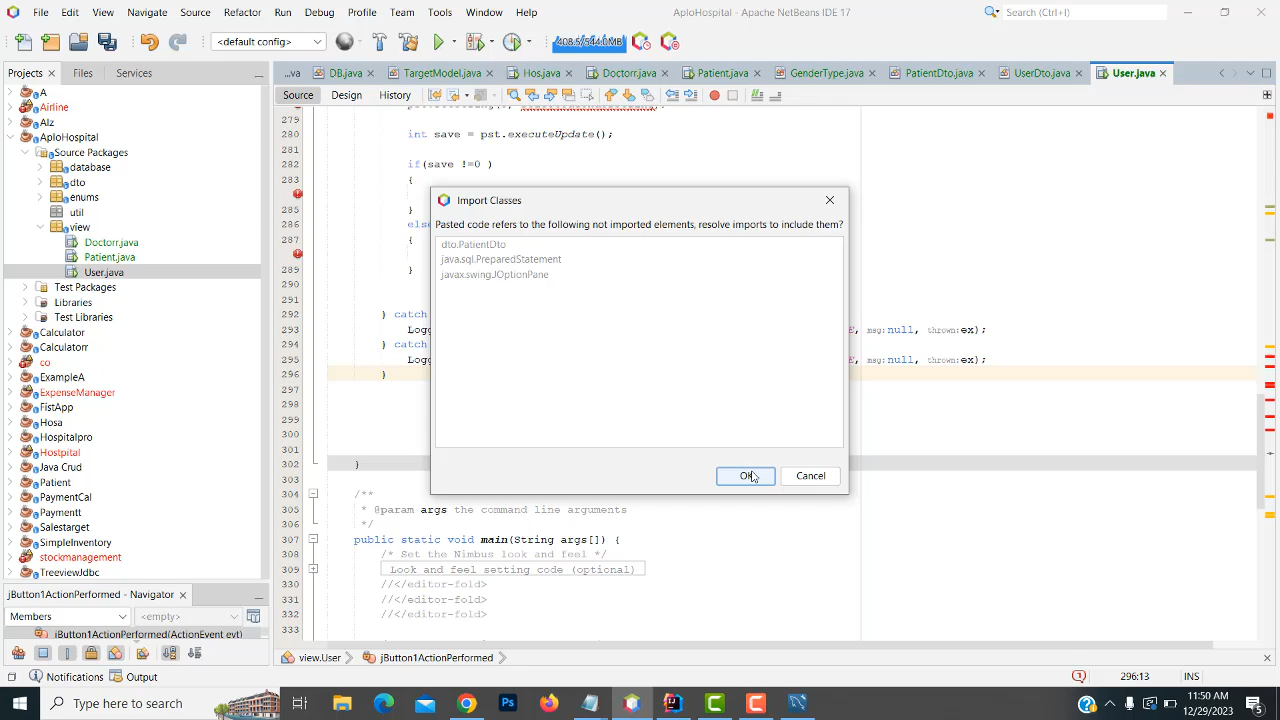 File Edit View Navigate Source Refactor Run Debug Profile Team Tools Window Help AploHospital - Apache NetBeans IDE 17 Search (Ctrl+I)
<default config> 408.5/544.0MB
Projects Files Services ...va DB.java TargetModel.java Hos.java Doctorr.java Patient.java GenderType.java PatientDto.java UserDto.java User.java
Source Design History
A
Airline
Alz
AploHospital
Source Packages
database
dto
enums
util
view
Doctorr.java
Patient.java
User.java
Test Packages
Libraries
Test Libraries
Calculator
Calculatorr
co
ExampleA
ExpenseManager
FistApp
Hosa
Hospitalpro
Hostpital
Java Crud
Patient
PaymentCal
Paymentt
Salestarget
SimpleInventory
stockmanagement
TreeviewJdbc
279
280 int save = pst.executeUpdate();
281
282 if(save !=0 )
283 {
285 }
286 else
287 {
289 }
290
291
292 } catch
293 Logg E, msg:null, thrown:ex);
294 } catch
295 Logg E, msg:null, thrown:ex);
296 }
297
298
299
300
301
302 }
303
304 /**
305 * @param args the command line arguments
306 */
307 public static void main(String args[]) {
308 /* Set the Nimbus look and feel */
309 Look and feel setting code (optional)
330 //</editor-fold>
331 //</editor-fold>
332 //</editor-fold>
333
Import Classes
Pasted code refers to the following not imported elements, resolve imports to include them?
dto.PatientDto
java.sql.PreparedStatement
javax.swingJOptionPane
OK Cancel
jButton1ActionPerformed - Navigator
Members <empty>
jButton1ActionPerformed(ActionEvent evt)
view.User jButton1ActionPerformed
Notifications Output 1 296:13 INS
Type here to search Ps 11:50 AM
12/29/2023 5